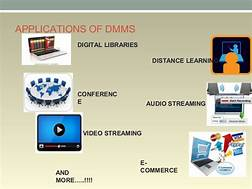 APPLICATIONS OF DMMS
DIGITAL LIBRARIES
DISTANCE LEARNIN
CONFERENC
E
AUDIO STREAMING
VIDEO STREAMING
E-
COMMERCE
AND
MORE.....!!!!